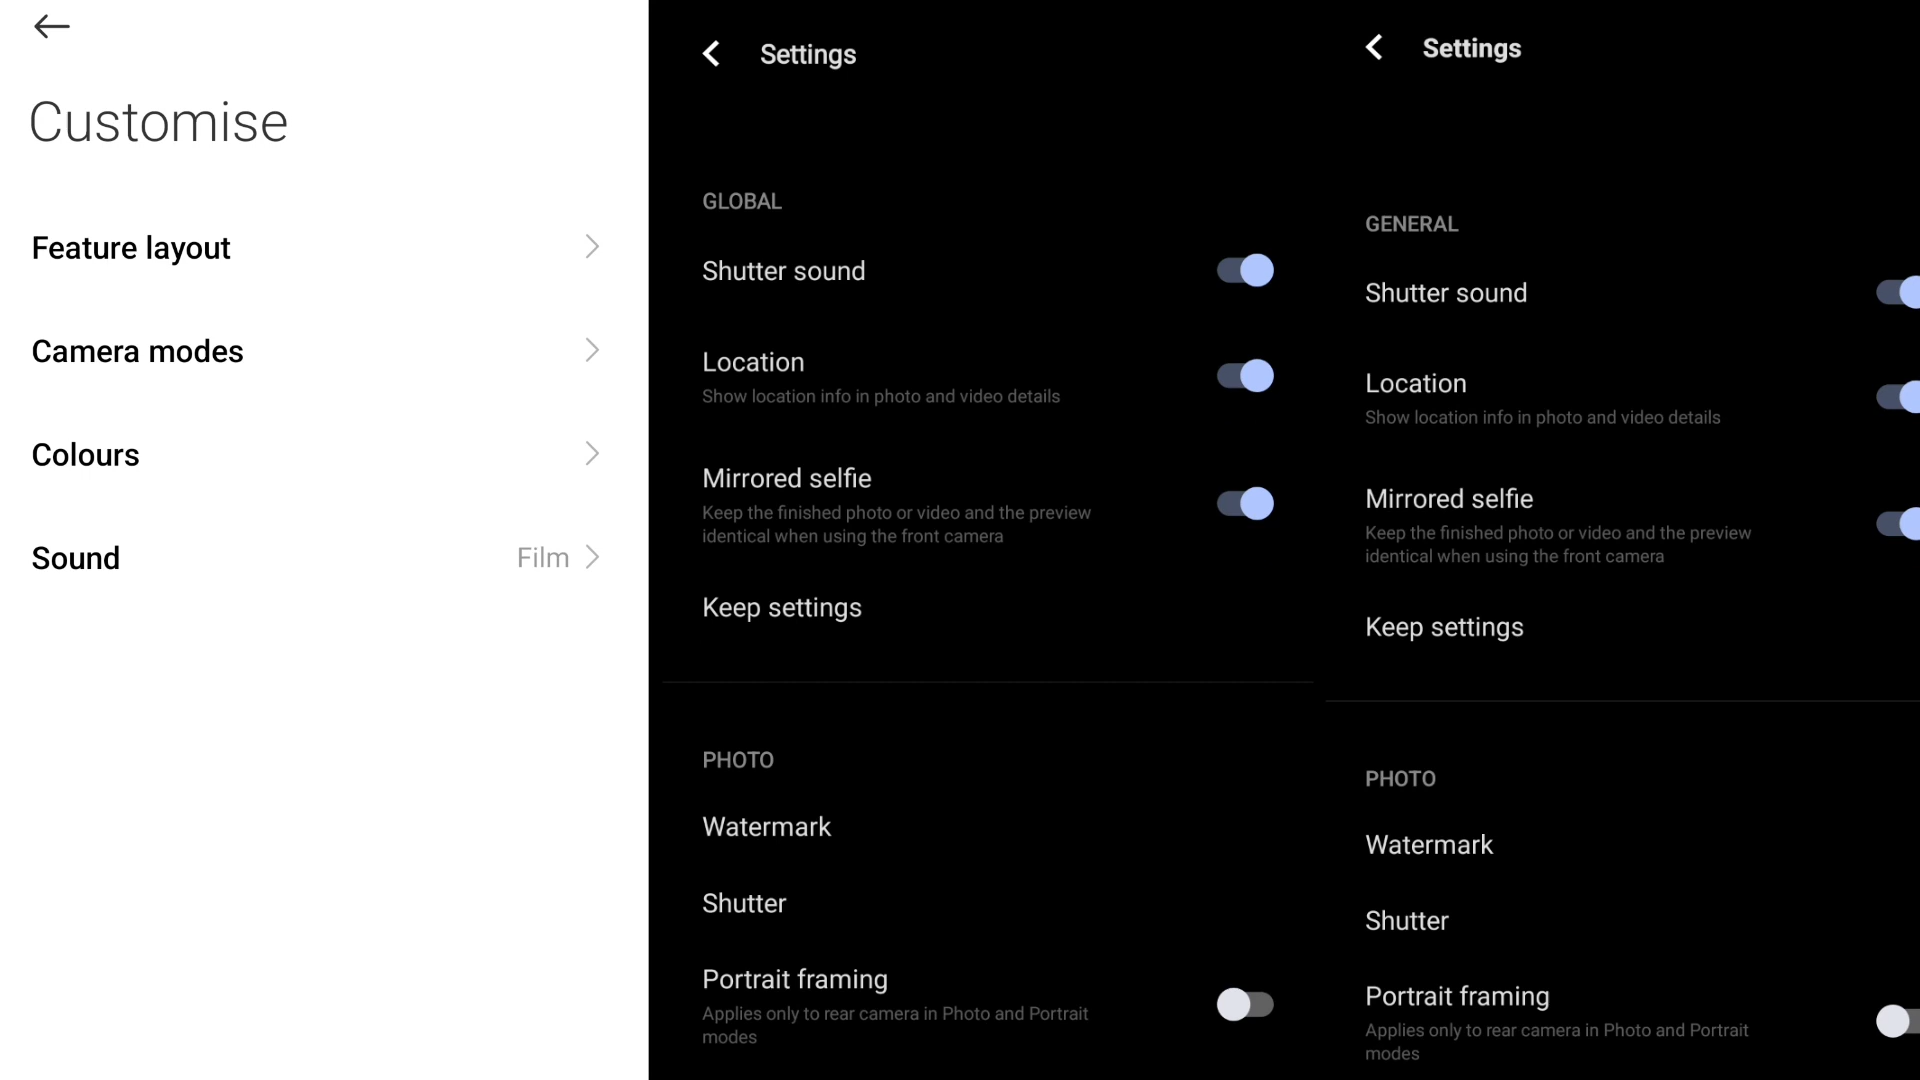 Customise
Feature layout
Camera modes
Colours
Sound
Film
Settings
GLOBAL
Shutter sound
Location
Show location info in photo and video details
Mirrored selfie
Keep the finished photo or video and the preview
identical when using the front camera
Keep settings
PHOTO
Watermark
Shutter
Portrait framing
Applies only to rear camera in Photo and Portrait
modes
Settings
GENERAL
Shutter sound
Location
Show location info in photo and video details
Mirrored selfie
Keep the finished photo or video and the preview
identical when using the front camera
Keep settings
PHOTO
Watermark
Shutter
Portrait framing
Applies only to rear camera in Photo and Portrait
modes